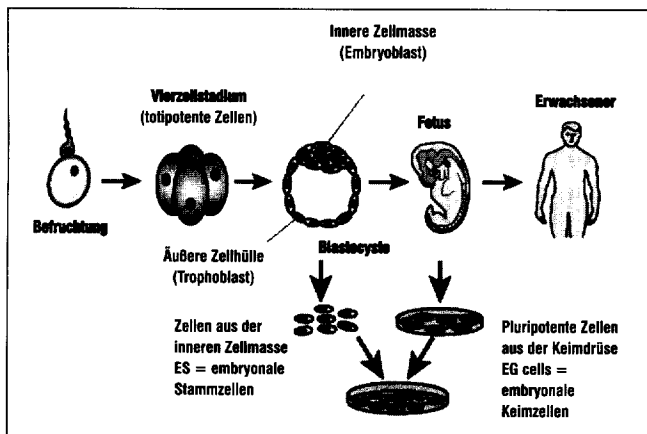 Innere Zellmasse
(Embryoblast)
Vierzellstadium
(totipotente Zellen)
Fetus
Erwachsener
Befruchtung
Äußere Zellhülle
(Trophoblast)
Blastocyste
Zellen aus der
inneren Zellmasse
ES = embryonale
Stammzellen
Pluripotente Zellen
aus der Keimdrüse
EG cells =
embryonale
Keimzellen